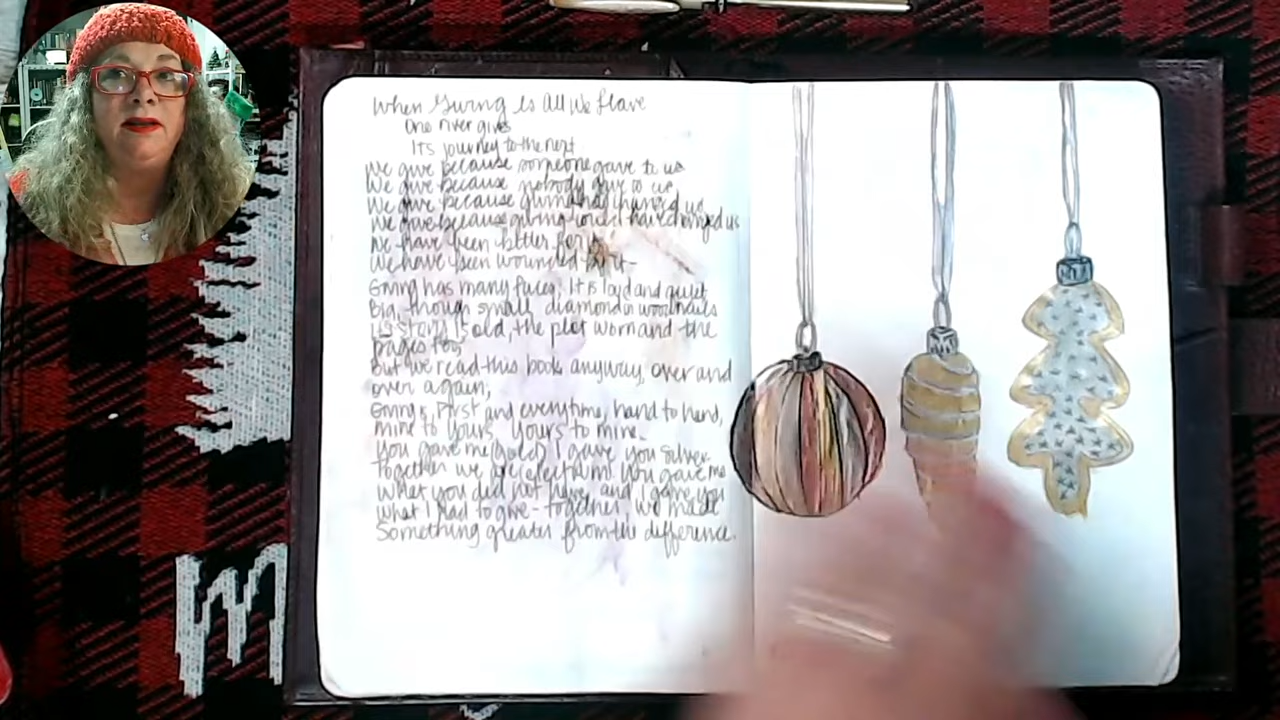 When Giving Is All We Have
One river gives
Its journey to the next
We give because someone gave to us
We give because nobody gave to us
We give because giving has changed us
We give because giving could have changed us
We have been better for it
We have been wounded by it-
Giving has many faces; It is loud and quiet
Big, though small, diamond in wood nails
Its story is old, the plot worn and the
pages too,
But we read this book, anyway, over and
over again;
Giving is, first and everytime, hand to hand,
mine to yours, yours to mine.
You gave me (gold) I gave you silver.
Together we are electrum. You gave me
What you did not have, and I gave you
What I had to give - together, we made
Something greater from the difference.
M